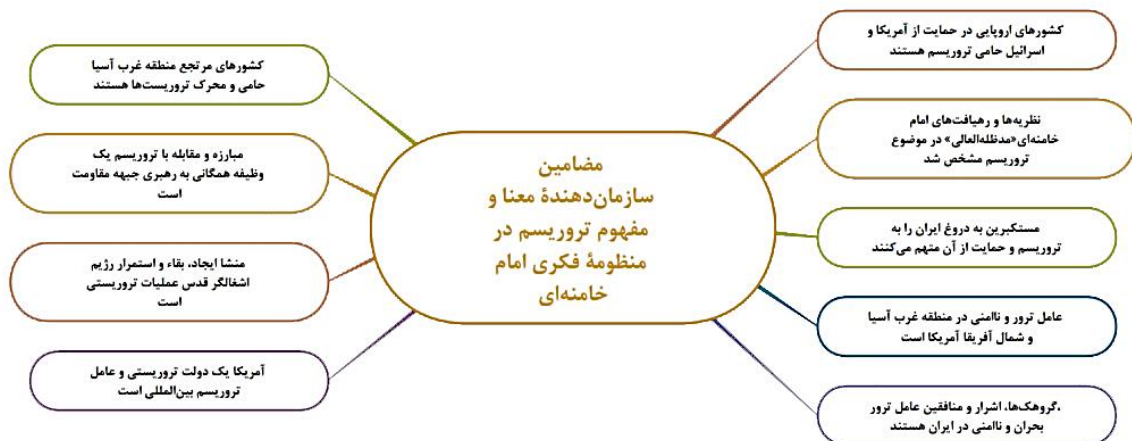 کشورهای اروپایی در حمایت از آمریکا و
اسرائیل حامی تروریسم هستند
نظریه‌ها و رهیافت‌های امام
خامنه‌ای«مدظله‌العالی» در موضوع
تروریسم مشخص شد
مستکبرین به دروغ ایران را به
تروریسم و حمایت از آن متهم می‌کنند
عامل ترور و ناامنی در منطقه غرب آسیا
و شمال آفریقا آمریکا است
،گروهک‌ها، اشرار و منافقین عامل ترور
بحران و ناامنی در ایران هستند
مضامین
سازمان‌دهندۀ معنا و
مفهوم تروریسم در
منظومۀ فکری امام
خامنه‌ای
کشورهای مرتجع منطقه غرب آسیا
حامی و محرک تروریست‌ها هستند
مبارزه و مقابله با تروریسم یک
وظیفه همگانی به رهبری جبهه مقاومت
است
منشا ایجاد، بقاء و استمرار رژیم
اشغالگر قدس عملیات تروریستی
است
آمریکا یک دولت تروریستی و عامل
تروریسم بین‌المللی است